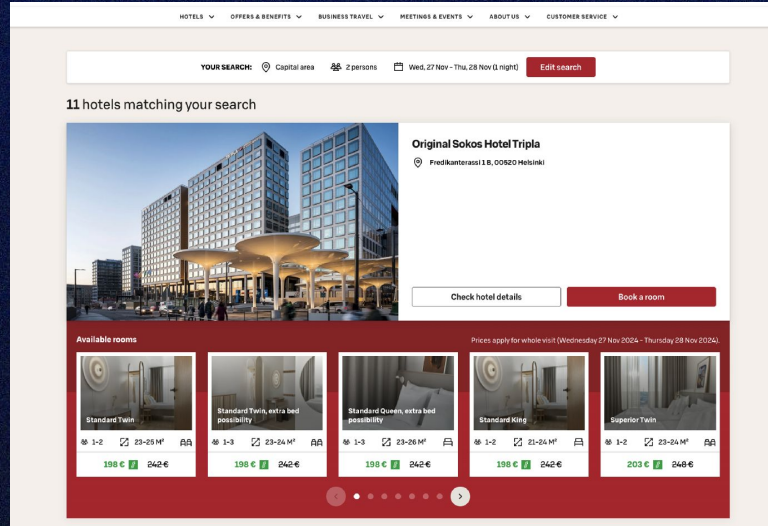 HOTELS OFFERS & BENEFITS BUSINESS TRAVEL MEETINGS & EVENTS ABOUT US CUSTOMER SERVICE
YOUR SEARCH: Capital area 2 persons Wed, 27 Nov - Thu, 28 Nov (1 night) Edit search
11 hotels matching your search
Original Sokos Hotel Tripla
Fredikanterassi 1 B, 00520 Helsinki
Check hotel details Book a room
Available rooms Prices apply for whole visit (Wednesday 27 Nov 2024 - Thursday 28 Nov 2024).
Standard Twin
1-2 23-25 M²
198 € 242 €
Standard Twin, extra bed
possibility
1-3 23-24 M²
198 € 242 €
Standard Queen, extra bed
possibility
1-3 23-26 M²
198 € 242 €
Standard King
1-2 21-24 M²
198 € 242 €
Superior Twin
1-2 23-24 M²
203 € 248 €